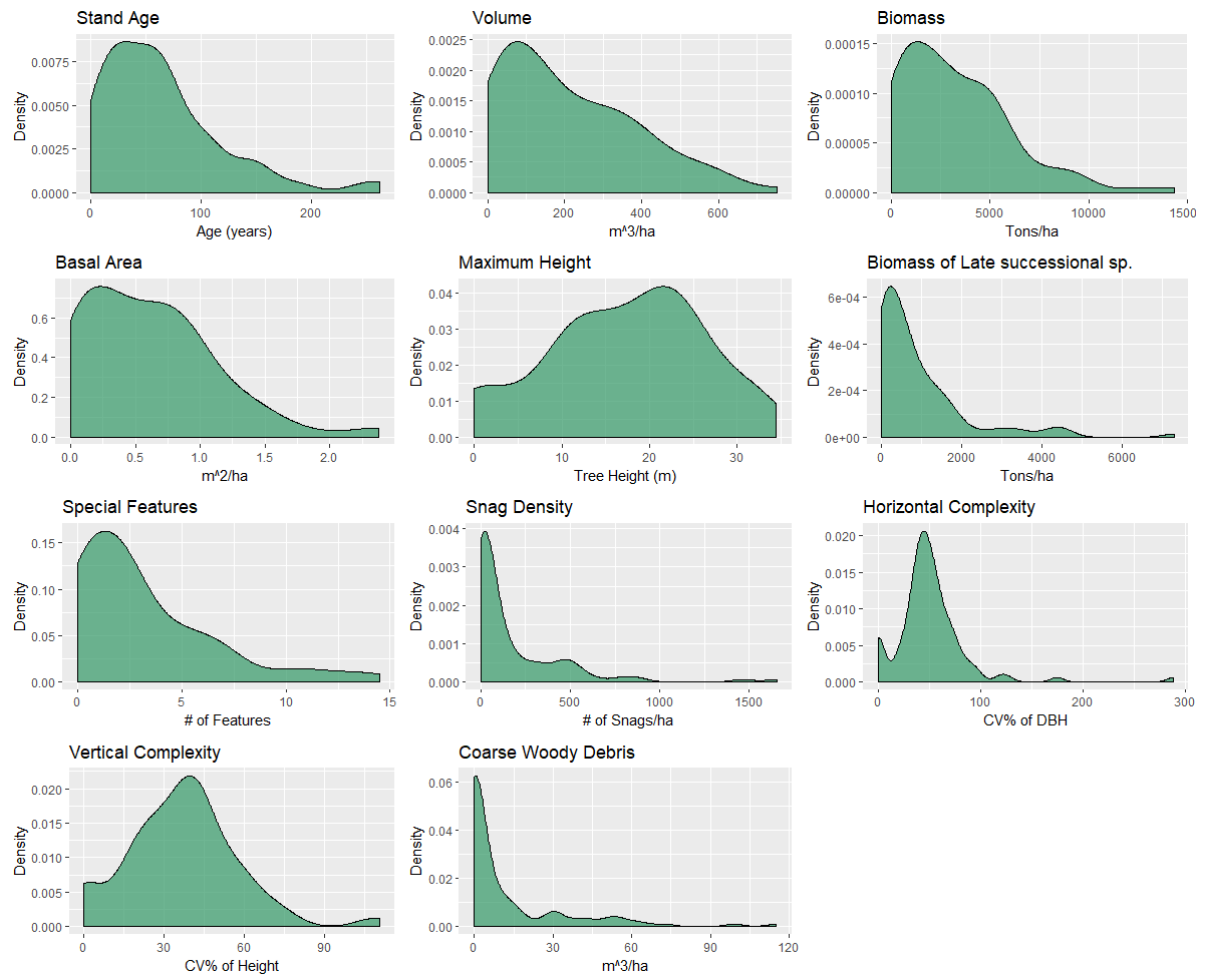 Stand Age
Density
0.0075
0.0050
0.0025
0.0000
0 100 200
Age (years)
Volume
Density
0.0025
0.0020
0.0015
0.0010
0.0005
0.0000
0 200 400 600
m^3/ha
Biomass
Density
0.00015
0.00010
0.00005
0.00000
0 5000 10000 1500
Tons/ha
Basal Area
Density
0.6
0.4
0.2
0.0
0.0 0.5 1.0 1.5 2.0
m^2/ha
Maximum Height
Density
0.04
0.03
0.02
0.01
0.00
0 10 20 30
Tree Height (m)
Biomass of Late successional sp.
Density
6e-04
4e-04
2e-04
0e+00
0 2000 4000 6000
Tons/ha
Special Features
Density
0.15
0.10
0.05
0.00
0 5 10 15
# of Features
Snag Density
Density
0.004
0.003
0.002
0.001
0.000
0 500 1000 1500
# of Snags/ha
Horizontal Complexity
Density
0.020
0.015
0.010
0.005
0.000
0 100 200 300
CV% of DBH
Vertical Complexity
Density
0.020
0.015
0.010
0.005
0.000
0 30 60 90
CV% of Height
Coarse Woody Debris
Density
0.06
0.04
0.02
0.00
0 30 60 90 120
m^3/ha